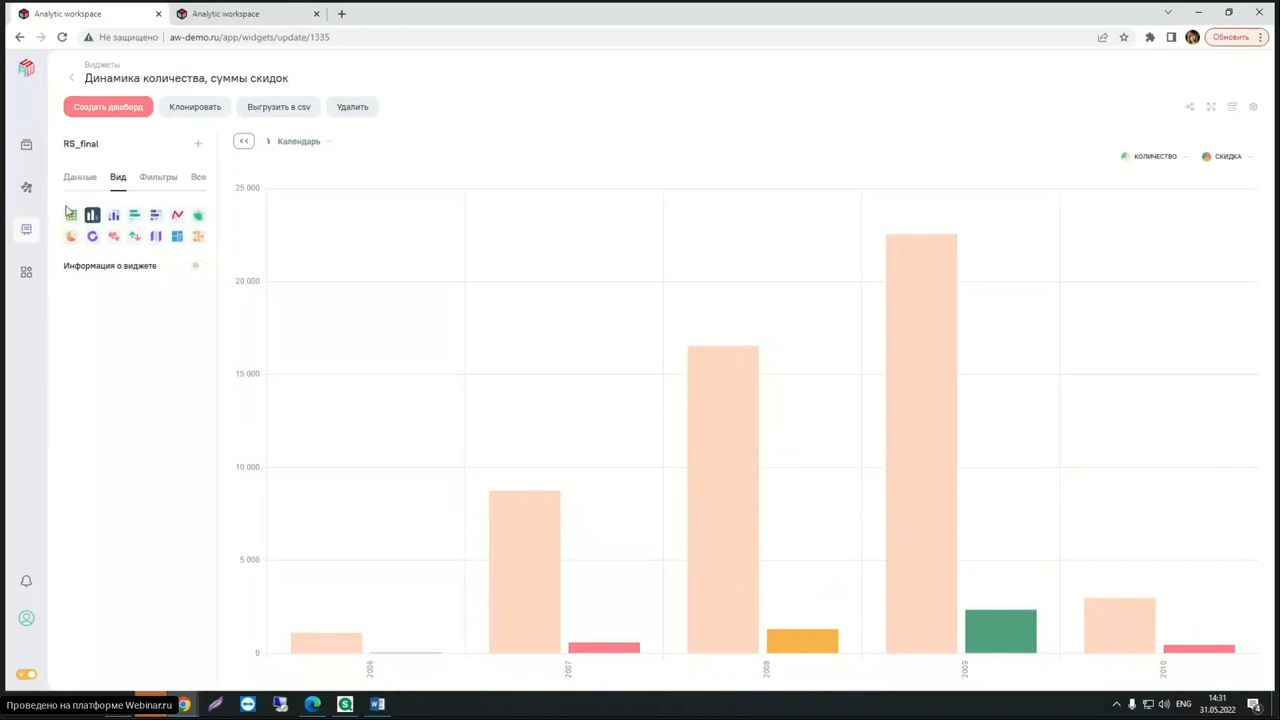 Analytic workspace
Analytic workspace
Не защищено
aw-demo.ru/app/widgets/update/1335
Обновить
Виджеты
Динамика количества, суммы скидок
Создать дашборд
Клонировать
Выгрузить в csv
Удалить
RS_final
Календарь
КОЛИЧЕСТВО
СКИДКА
Данные
Вид
Фильтры
Все
Информация о виджете
25 000
20 000
15 000
10 000
5 000
0
2006
2007
2008
2009
2010
Проведено на платформе Webinar.ru
ENG
14:31
31.05.2022
4